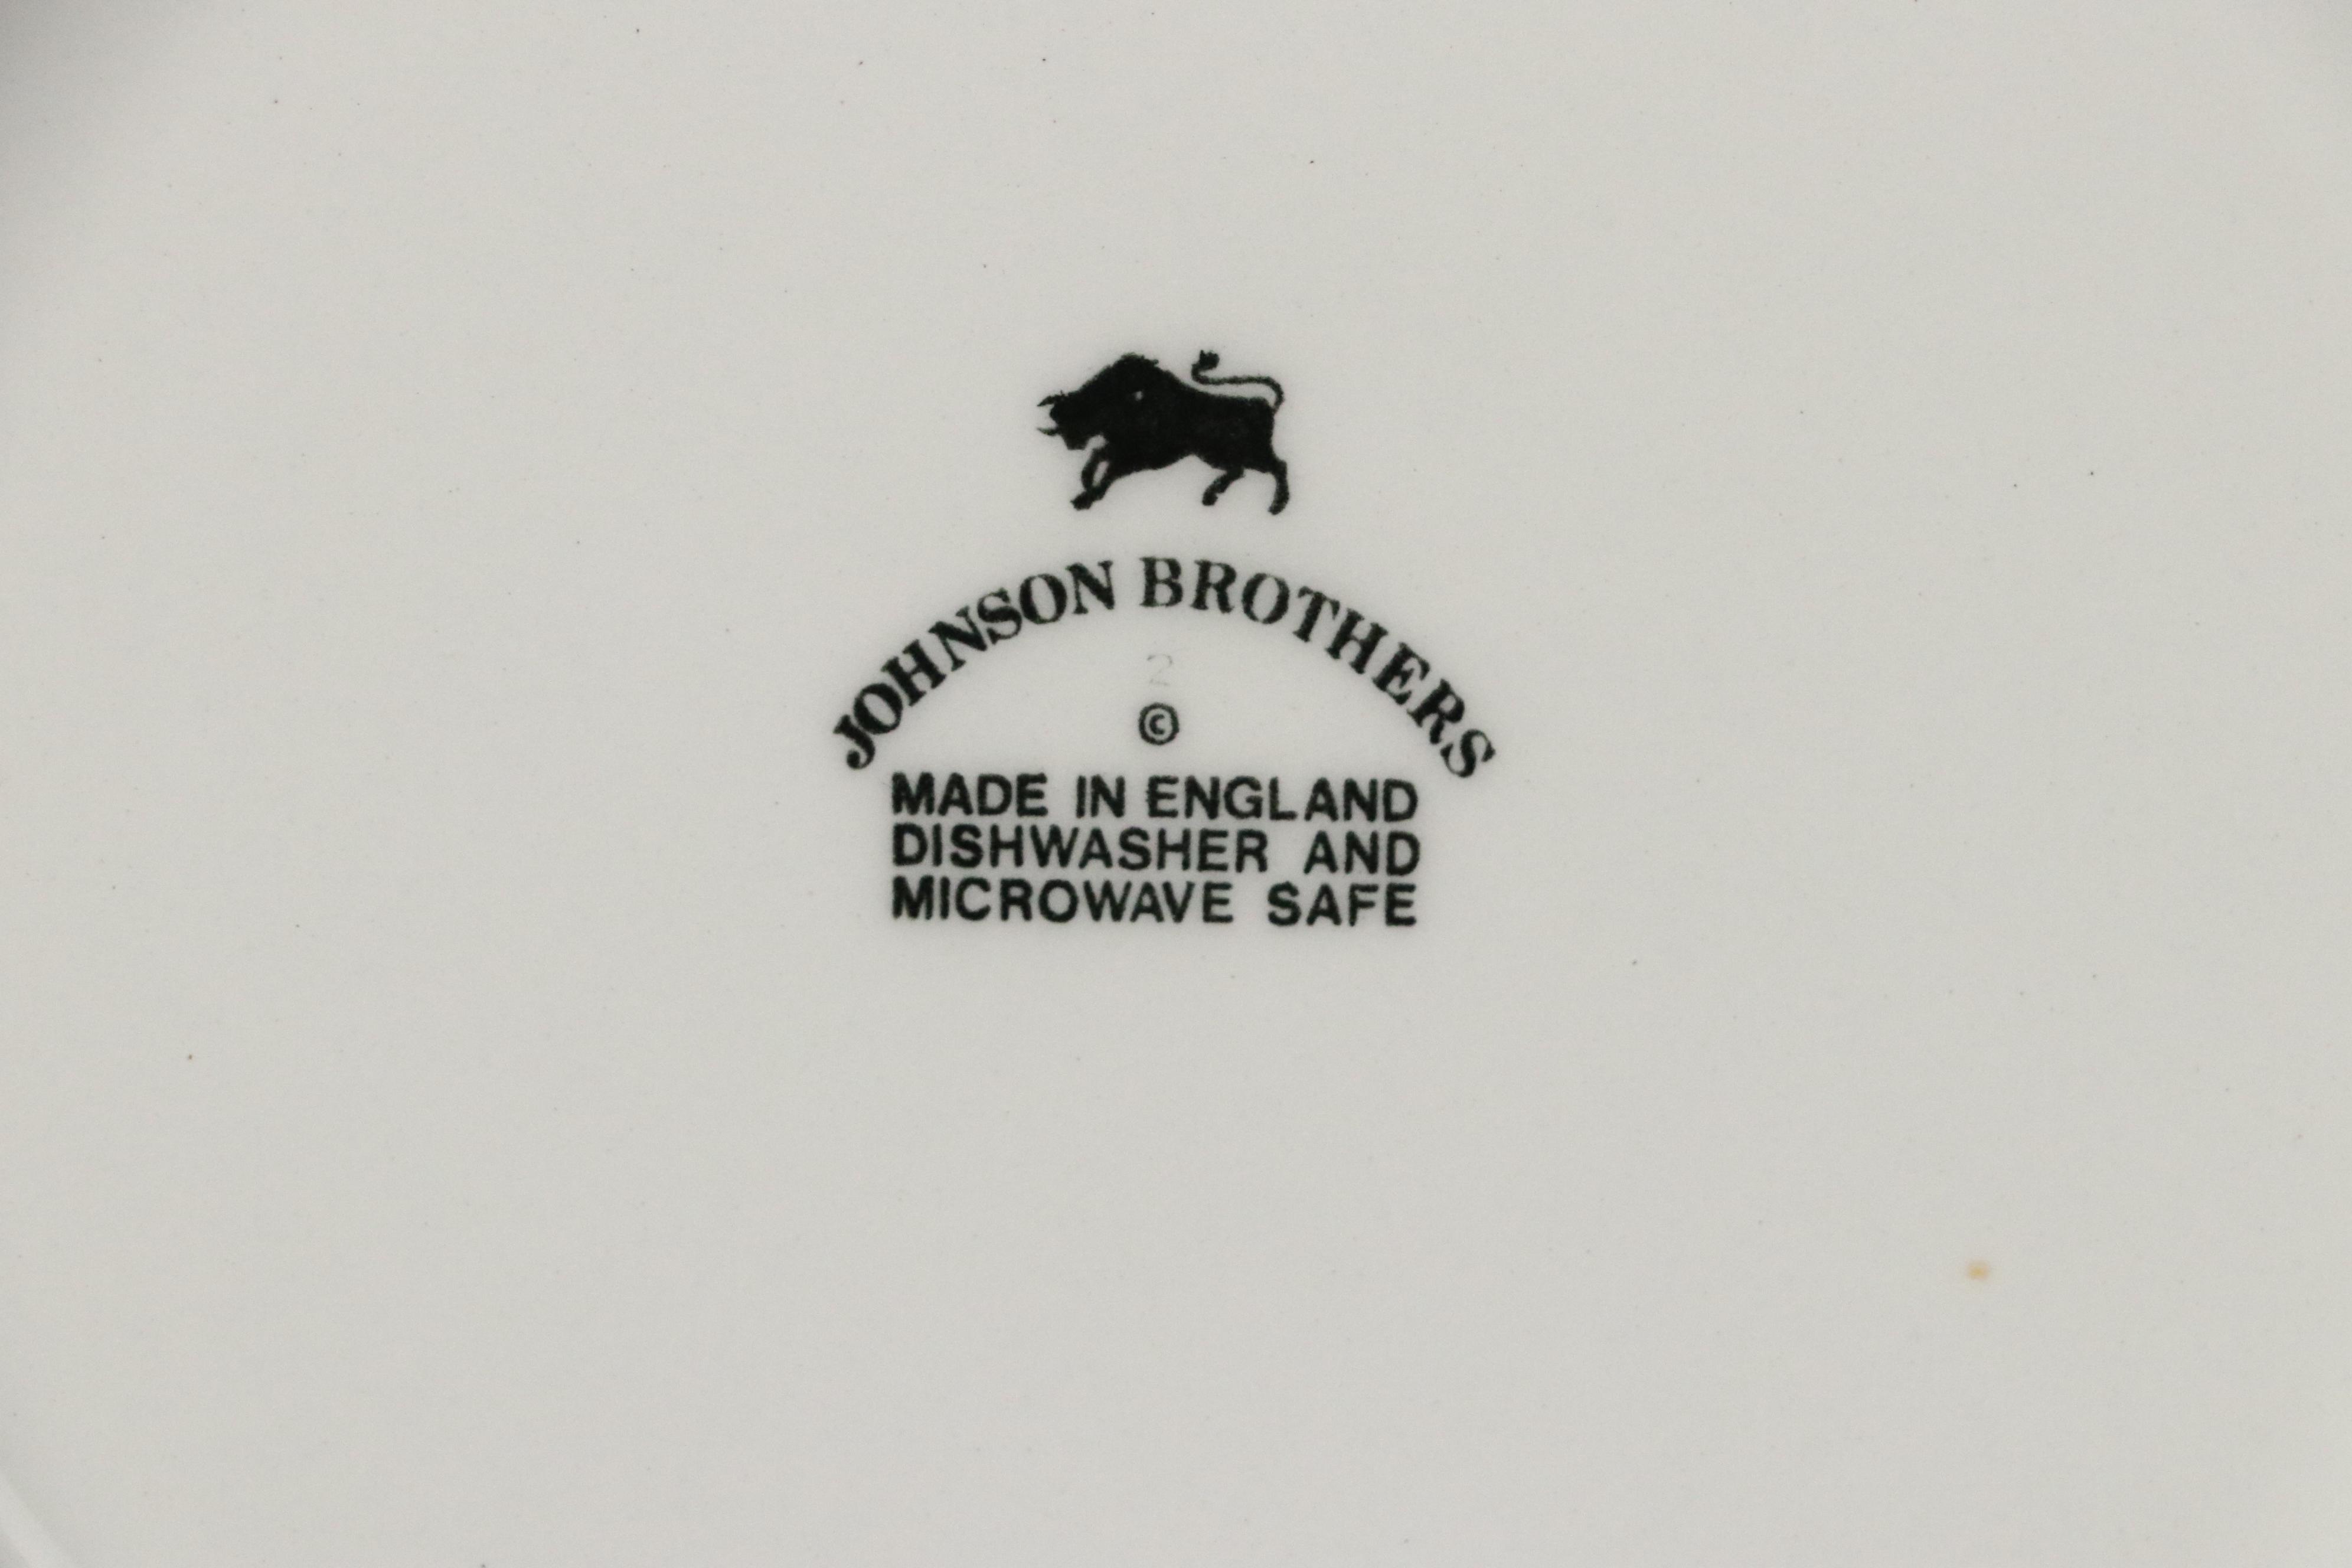 JOHNSON BROTHERS
2
©
MADE IN ENGLAND
DISHWASHER AND
MICROWAVE SAFE